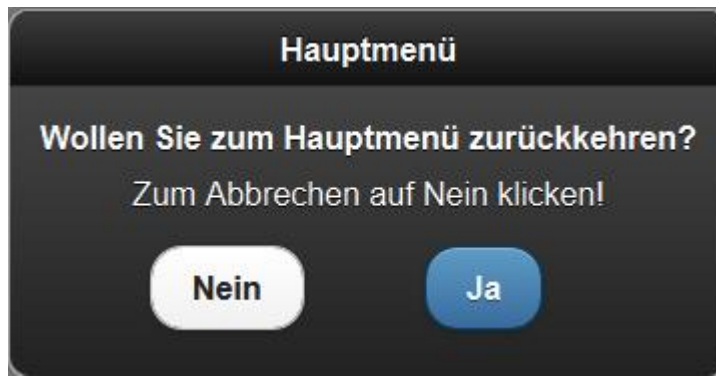 Hauptmenü
Wollen Sie zum Hauptmenü zurückkehren?
Zum Abbrechen auf Nein klicken!
Nein Ja